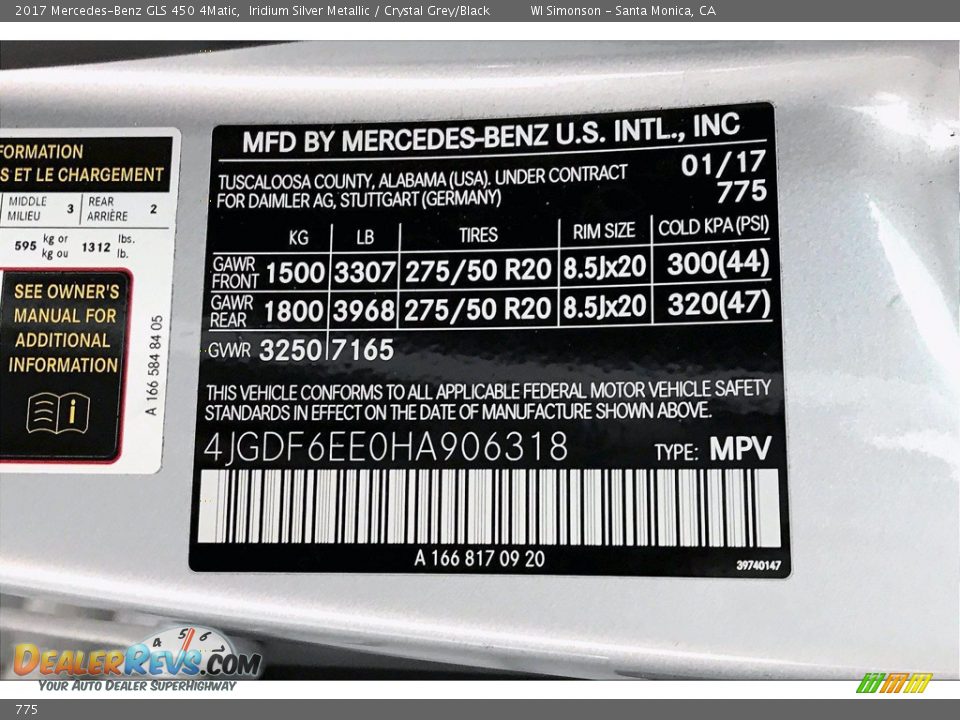 2017 Mercedes-Benz GLS 450 4Matic, Iridium Silver Metallic / Crystal Grey/Black WI Simonson - Santa Monica, CA
FORMATION
S ET LE CHARGEMENT
MIDDLE MILIEU 3 REAR ARRIÈRE 2
595 kg or kg ou 1312 lbs. lb.
SEE OWNER'S
MANUAL FOR
ADDITIONAL
INFORMATION
i
A 166 584 84 05
MFD BY MERCEDES-BENZ U.S. INTL., INC
TUSCALOOSA COUNTY, ALABAMA (USA). UNDER CONTRACT 01/17
FOR DAIMLER AG, STUTTGART (GERMANY) 775
KG LB TIRES RIM SIZE COLD KPA (PSI)
GAWR FRONT 1500 3307 275/50 R20 8.5Jx20 300(44)
GAWR REAR 1800 3968 275/50 R20 8.5Jx20 320(47)
GVWR 3250 7165
THIS VEHICLE CONFORMS TO ALL APPLICABLE FEDERAL MOTOR VEHICLE SAFETY
STANDARDS IN EFFECT ON THE DATE OF MANUFACTURE SHOWN ABOVE.
4JGDF6EE0HA906318 TYPE: MPV
A 166 817 09 20
39740147
4 5 6
DEALERREVS.COM
YOUR AUTO DEALER SUPERHIGHWAY
775